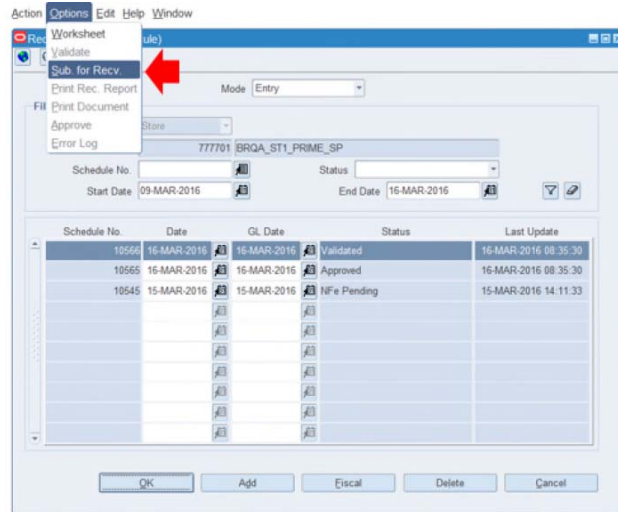 Action Options Edit Help Window
Worksheet
Validate
Sub. for Recv.
Print Rec. Report
Print Document
Approve
Error Log
Mode Entry
Store
777701 BRQA_ST1_PRIME_SP
Schedule No. Status
Start Date 09-MAR-2016 End Date 16-MAR-2016
Schedule No. Date GL Date Status Last Update
10566 16-MAR-2016 16-MAR-2016 Validated 16-MAR-2016 08:35:30
10565 16-MAR-2016 16-MAR-2016 Approved 16-MAR-2016 08:35:30
10545 15-MAR-2016 15-MAR-2016 NFe Pending 15-MAR-2016 14:11:33
OK Add Fiscal Delete Cancel